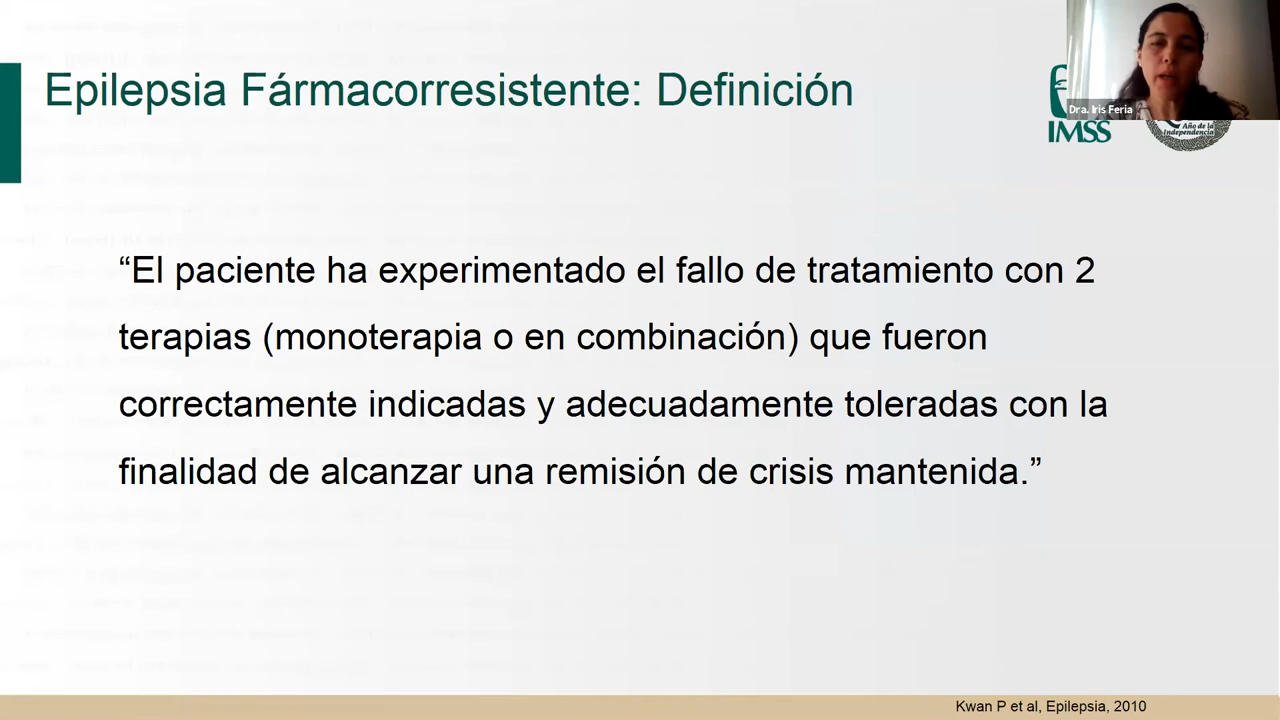 Epilepsia Fármacorresistente: Definición
Dra. Iris Feria
IMSS
Año de la
Independencia
“El paciente ha experimentado el fallo de tratamiento con 2
terapias (monoterapia o en combinación) que fueron
correctamente indicadas y adecuadamente toleradas con la
finalidad de alcanzar una remisión de crisis mantenida.”
Kwan P et al, Epilepsia, 2010